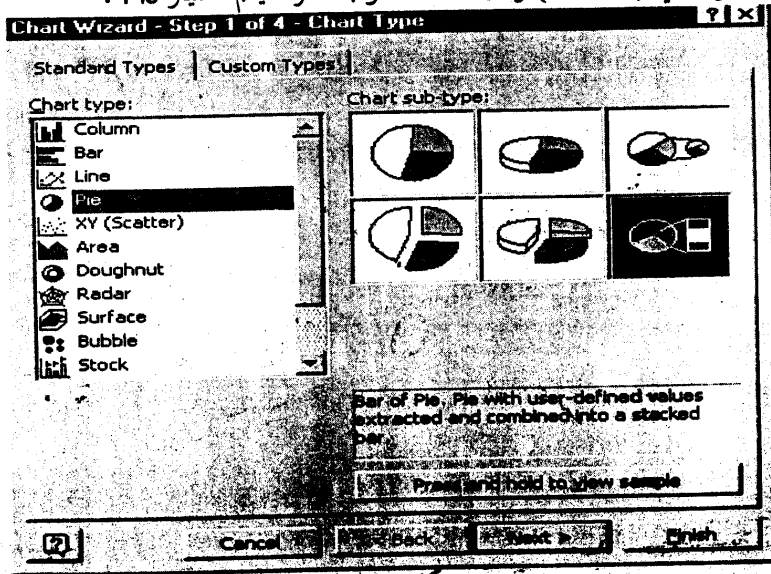 Chart Wizard - Step 1 of 4 - Chart Type
Standard Types
Custom Types
Chart type:
Column
Bar
Line
Pie
XY (Scatter)
Area
Doughnut
Radar
Surface
Bubble
Stock
Chart sub-type:
Bar of Pie. Pie with user-defined values
extracted and combined into a stacked
bar.
Press and hold to view sample
Cancel
< Back
Next >
Finish